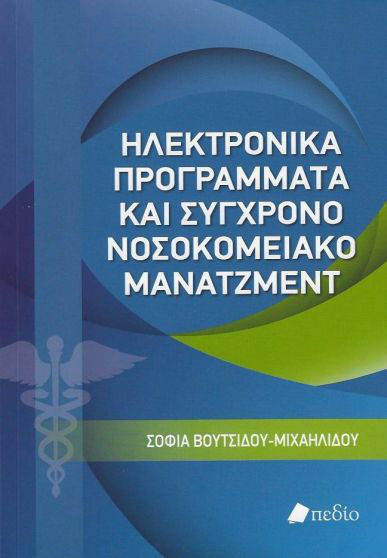 ΗΛΕΚΤΡΟΝΙΚΑ
ΠΡΟΓΡΑΜΜΑΤΑ
ΚΑΙ ΣΥΓΧΡΟΝΟ
ΝΟΣΟΚΟΜΕΙΑΚΟ
ΜΑΝΑΤΖΜΕΝΤ
ΣΟΦΙΑ ΒΟΥΤΣΙΔΟΥ-ΜΙΧΑΗΛΙΔΟΥ
πεδίο